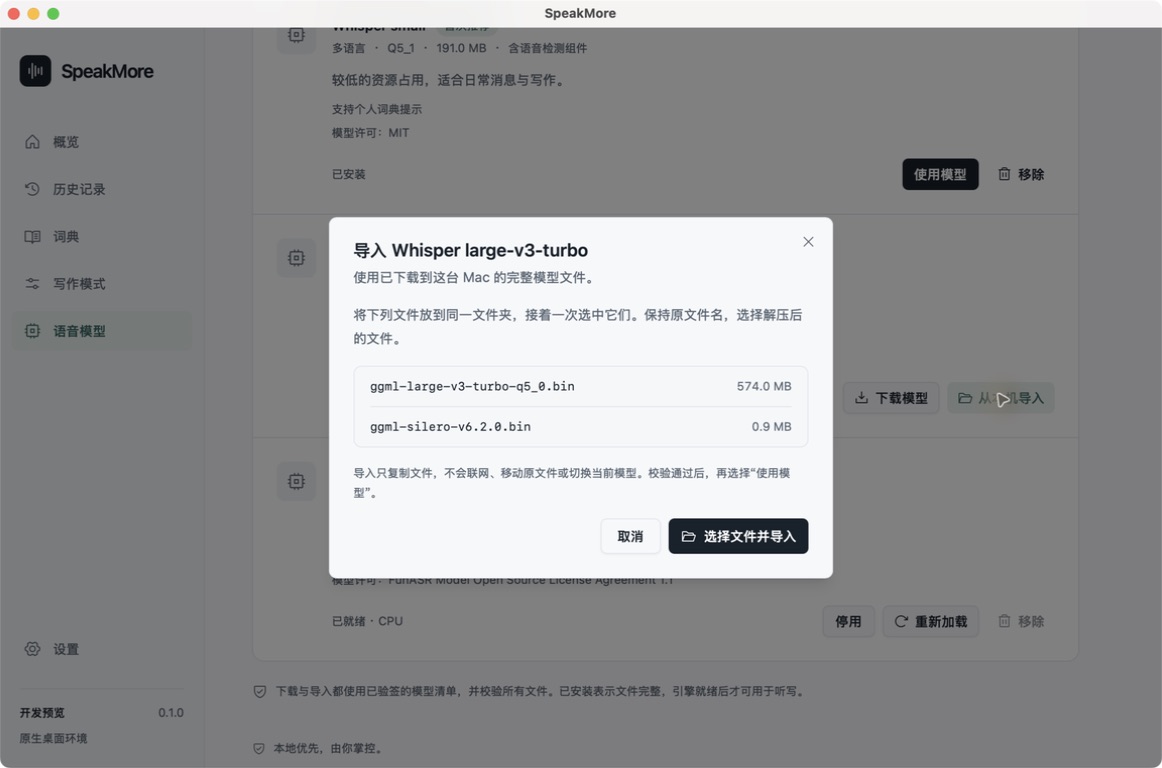 SpeakMore
SpeakMore
概览
历史记录
词典
写作模式
语音模型
设置
开发预览 0.1.0
原生桌面环境
Whisper small
多语言 · Q5_1 · 191.0 MB · 含语音检测组件
较低的资源占用，适合日常消息与写作。
支持个人词典提示
模型许可：MIT
已安装
使用模型 移除
导入 Whisper large-v3-turbo
使用已下载到这台 Mac 的完整模型文件。
将下列文件放到同一文件夹，接着一次选中它们。保持原文件名，选择解压后
的文件。
ggml-large-v3-turbo-q5_0.bin 574.0 MB
ggml-silero-v6.2.0.bin 0.9 MB
导入只复制文件，不会联网、移动原文件或切换当前模型。校验通过后，再选择“使用模
型”。
取消 选择文件并导入
下载模型 从本机导入
模型许可：FunASR Model Open Source License Agreement 1.1
已就绪 · CPU
停用 重新加载 移除
下载与导入都使用已验签的模型清单，并校验所有文件。已安装表示文件完整，引擎就绪后才可用于听写。
本地优先，由你掌控。